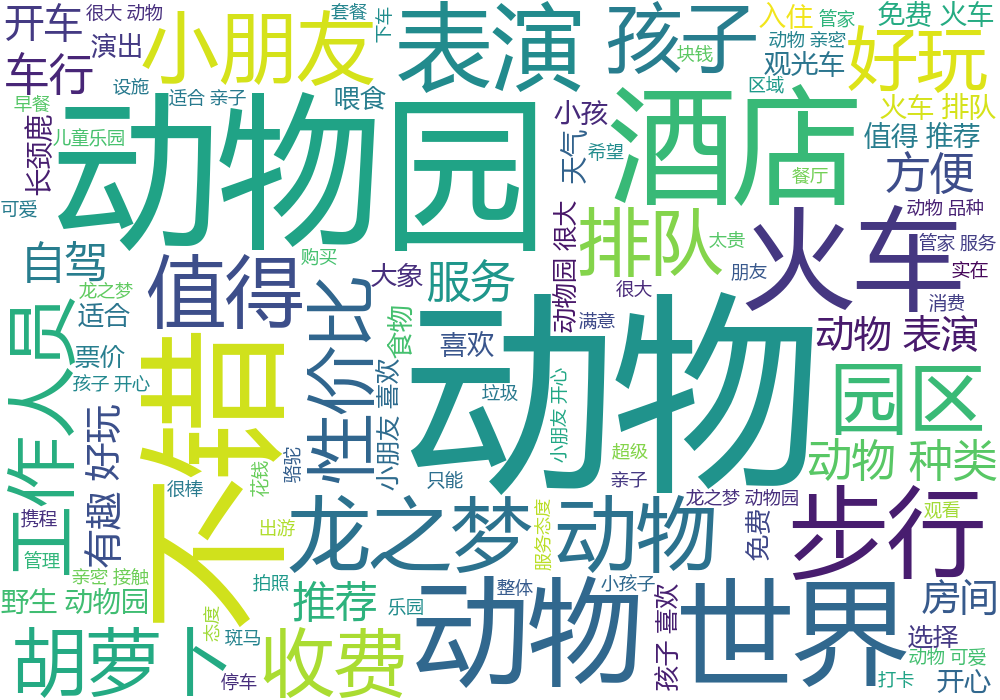 开车
很大 动物
小朋友
套餐
下车
表演
孩子
入住
管家
免费 火车
演出
动物 亲密
块钱
好玩
车行
设施
适合 亲子
喂食
观光车
区域
早餐
动物园
小孩
酒店
火车 排队
长颈鹿
儿童乐园
天气
希望
值得 推荐
餐厅
方便
可爱
动物园 很大
排队
火车
动物 品种
自驾
值得
购买
大象
服务
太贵
管家 服务
朋友
实在
龙之梦
性价比
很大
消费
工作人员
适合
食物
动物
满意
动物 表演
票价
不错
喜欢
孩子 开心
小朋友 喜欢
垃圾
小朋友 开心
园区
有趣 好玩
骆驼
超级
动物 种类
花钱
很棒
只能
亲子
步行
携程
龙之梦 动物
服务态度
龙之梦 动物园
观看
出游
免费
管理
亲密 接触
拍照
整体
小孩子
野生 动物园
推荐
乐园
动物 世界
孩子 喜欢
房间
胡萝卜
态度
斑马
收费
选择
动物 可爱
停车
打卡
开心